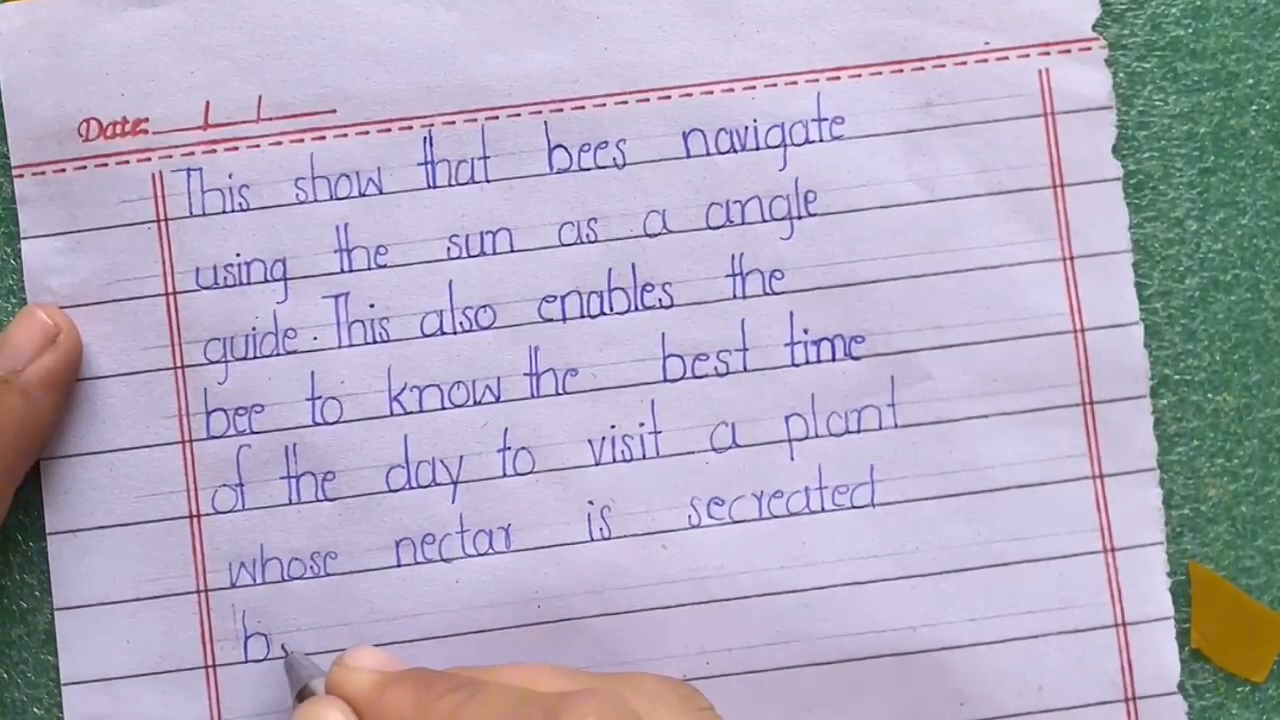 Date
This show that bees navigate
using the sun as a angle
guide. This also enables the
bee to know the best time
of the day to visit a plant
whose nectar is secreated